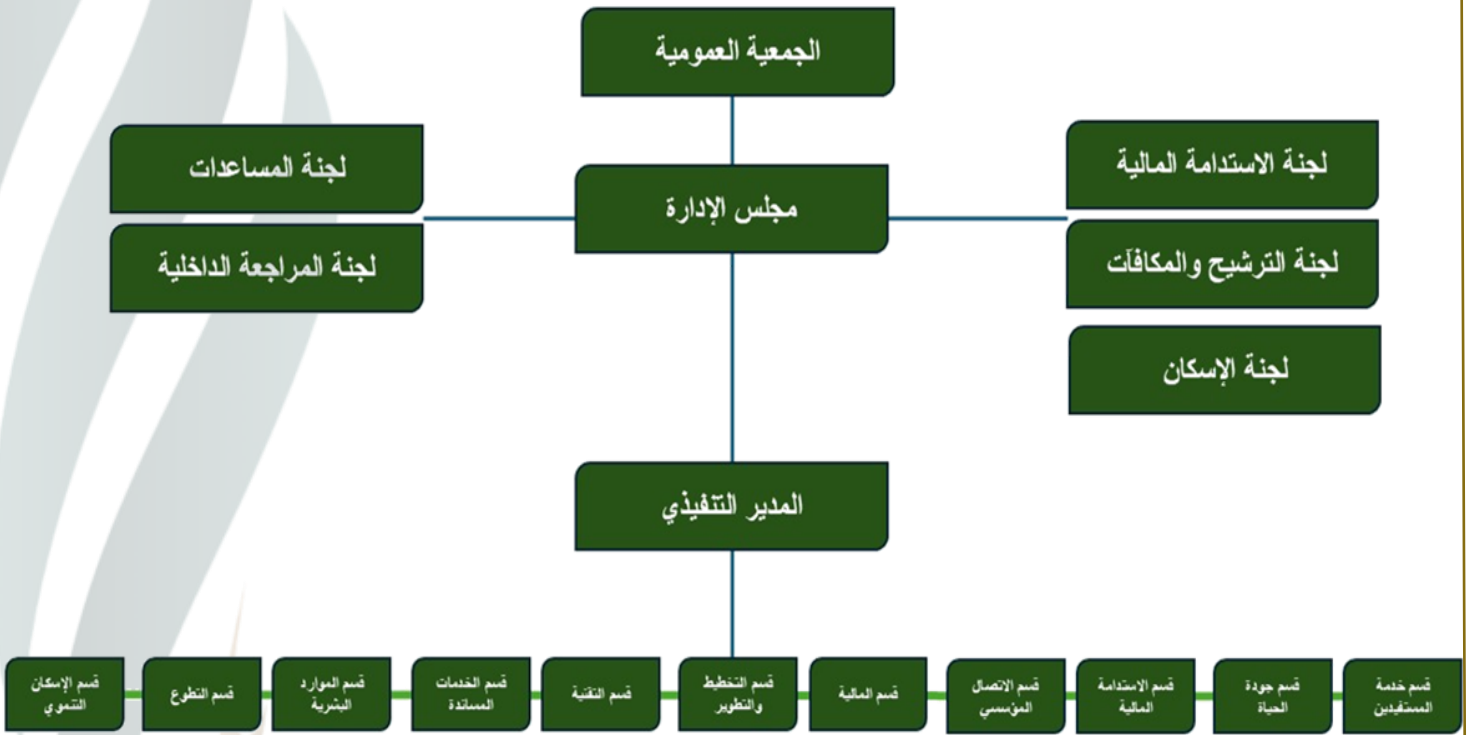 الجمعية العمومية
لجنة الاستدامة المالية
لجنة المساعدات
مجلس الإدارة
لجنة الترشيح والمكافآت
لجنة المراجعة الداخلية
لجنة الإسكان
المدير التنفيذي
قسم خدمة
المستفيدين
قسم جودة
الحياة
قسم الاستدامة
المالية
قسم الاتصال
المؤسسي
قسم المالية
قسم التخطيط
والتطوير
قسم التقنية
قسم الخدمات
المساندة
قسم الموارد
البشرية
قسم التطوع
قسم الإسكان
التنموي